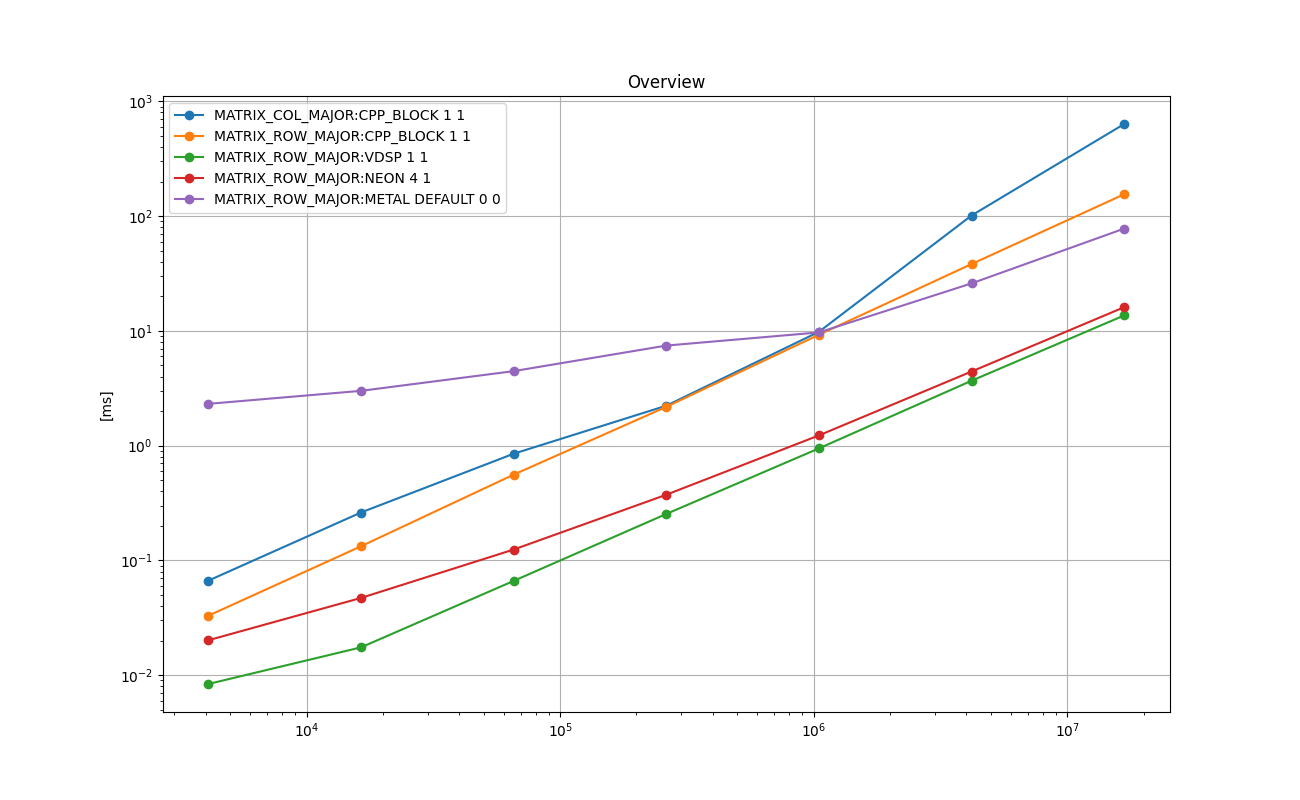 Overview
MATRIX_COL_MAJOR:CPP_BLOCK 1 1
MATRIX_ROW_MAJOR:CPP_BLOCK 1 1
MATRIX_ROW_MAJOR:VDSP 1 1
MATRIX_ROW_MAJOR:NEON 4 1
MATRIX_ROW_MAJOR:METAL DEFAULT 0 0
[ms]
10³
10²
10¹
10⁰
10⁻¹
10⁻²
10⁴ 10⁵ 10⁶ 10⁷